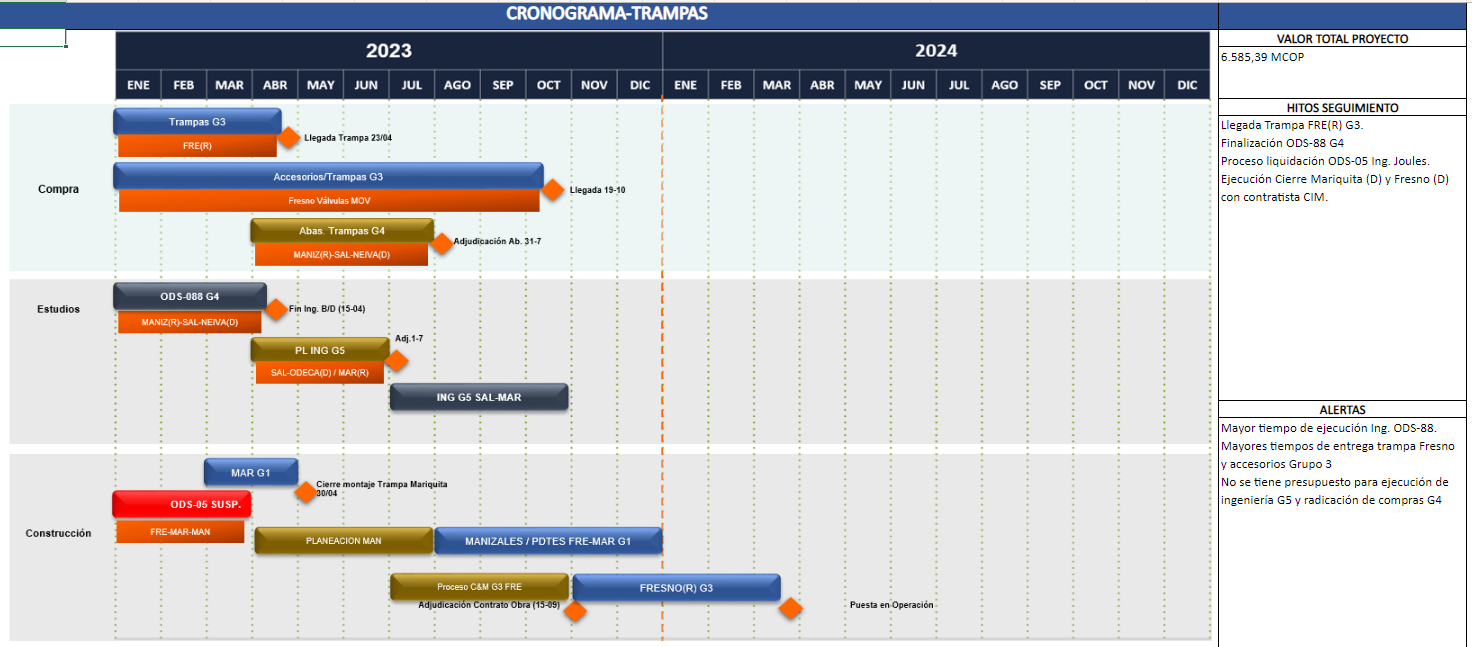 CRONOGRAMA-TRAMPAS
2023
2024
ENE FEB MAR ABR MAY JUN JUL AGO SEP OCT NOV DIC ENE FEB MAR ABR MAY JUN JUL AGO SEP OCT NOV DIC
Compra
Trampas G3
FRE(R)
Llegada Trampa 23/04
Accesorios/Trampas G3
Fresno Válvulas MOV
Llegada 19-10
Abas. Trampas G4
MANIZ(R)-SAL-NEIVA(D)
Adjudicación Ab. 31-7
Estudios
ODS-088 G4
MANIZ(R)-SAL-NEIVA(D)
Fin Ing. B/D (15-04)
PL ING G5
SAL-ODECA(D) / MAR(R)
Adj.1-7
ING G5 SAL-MAR
Construcción
MAR G1
Cierre montaje Trampa Mariquita
30/04
ODS-05 SUSP.
FRE-MAR-MAN
PLANEACION MAN
MANIZALES / PDTES FRE-MAR G1
Proceso C&M G3 FRE
Adjudicación Contrato Obra (15-09)
FRESNO(R) G3
Puesta en Operación
VALOR TOTAL PROYECTO
6.585,39 MCOP
HITOS SEGUIMIENTO
Llegada Trampa FRE(R) G3.
Finalización ODS-88 G4
Proceso liquidación ODS-05 Ing. Joules.
Ejecución Cierre Mariquita (D) y Fresno (D)
con contratista CIM.
ALERTAS
Mayor tiempo de ejecución Ing. ODS-88.
Mayores tiempos de entrega trampa Fresno
y accesorios Grupo 3
No se tiene presupuesto para ejecución de
ingeniería G5 y radicación de compras G4